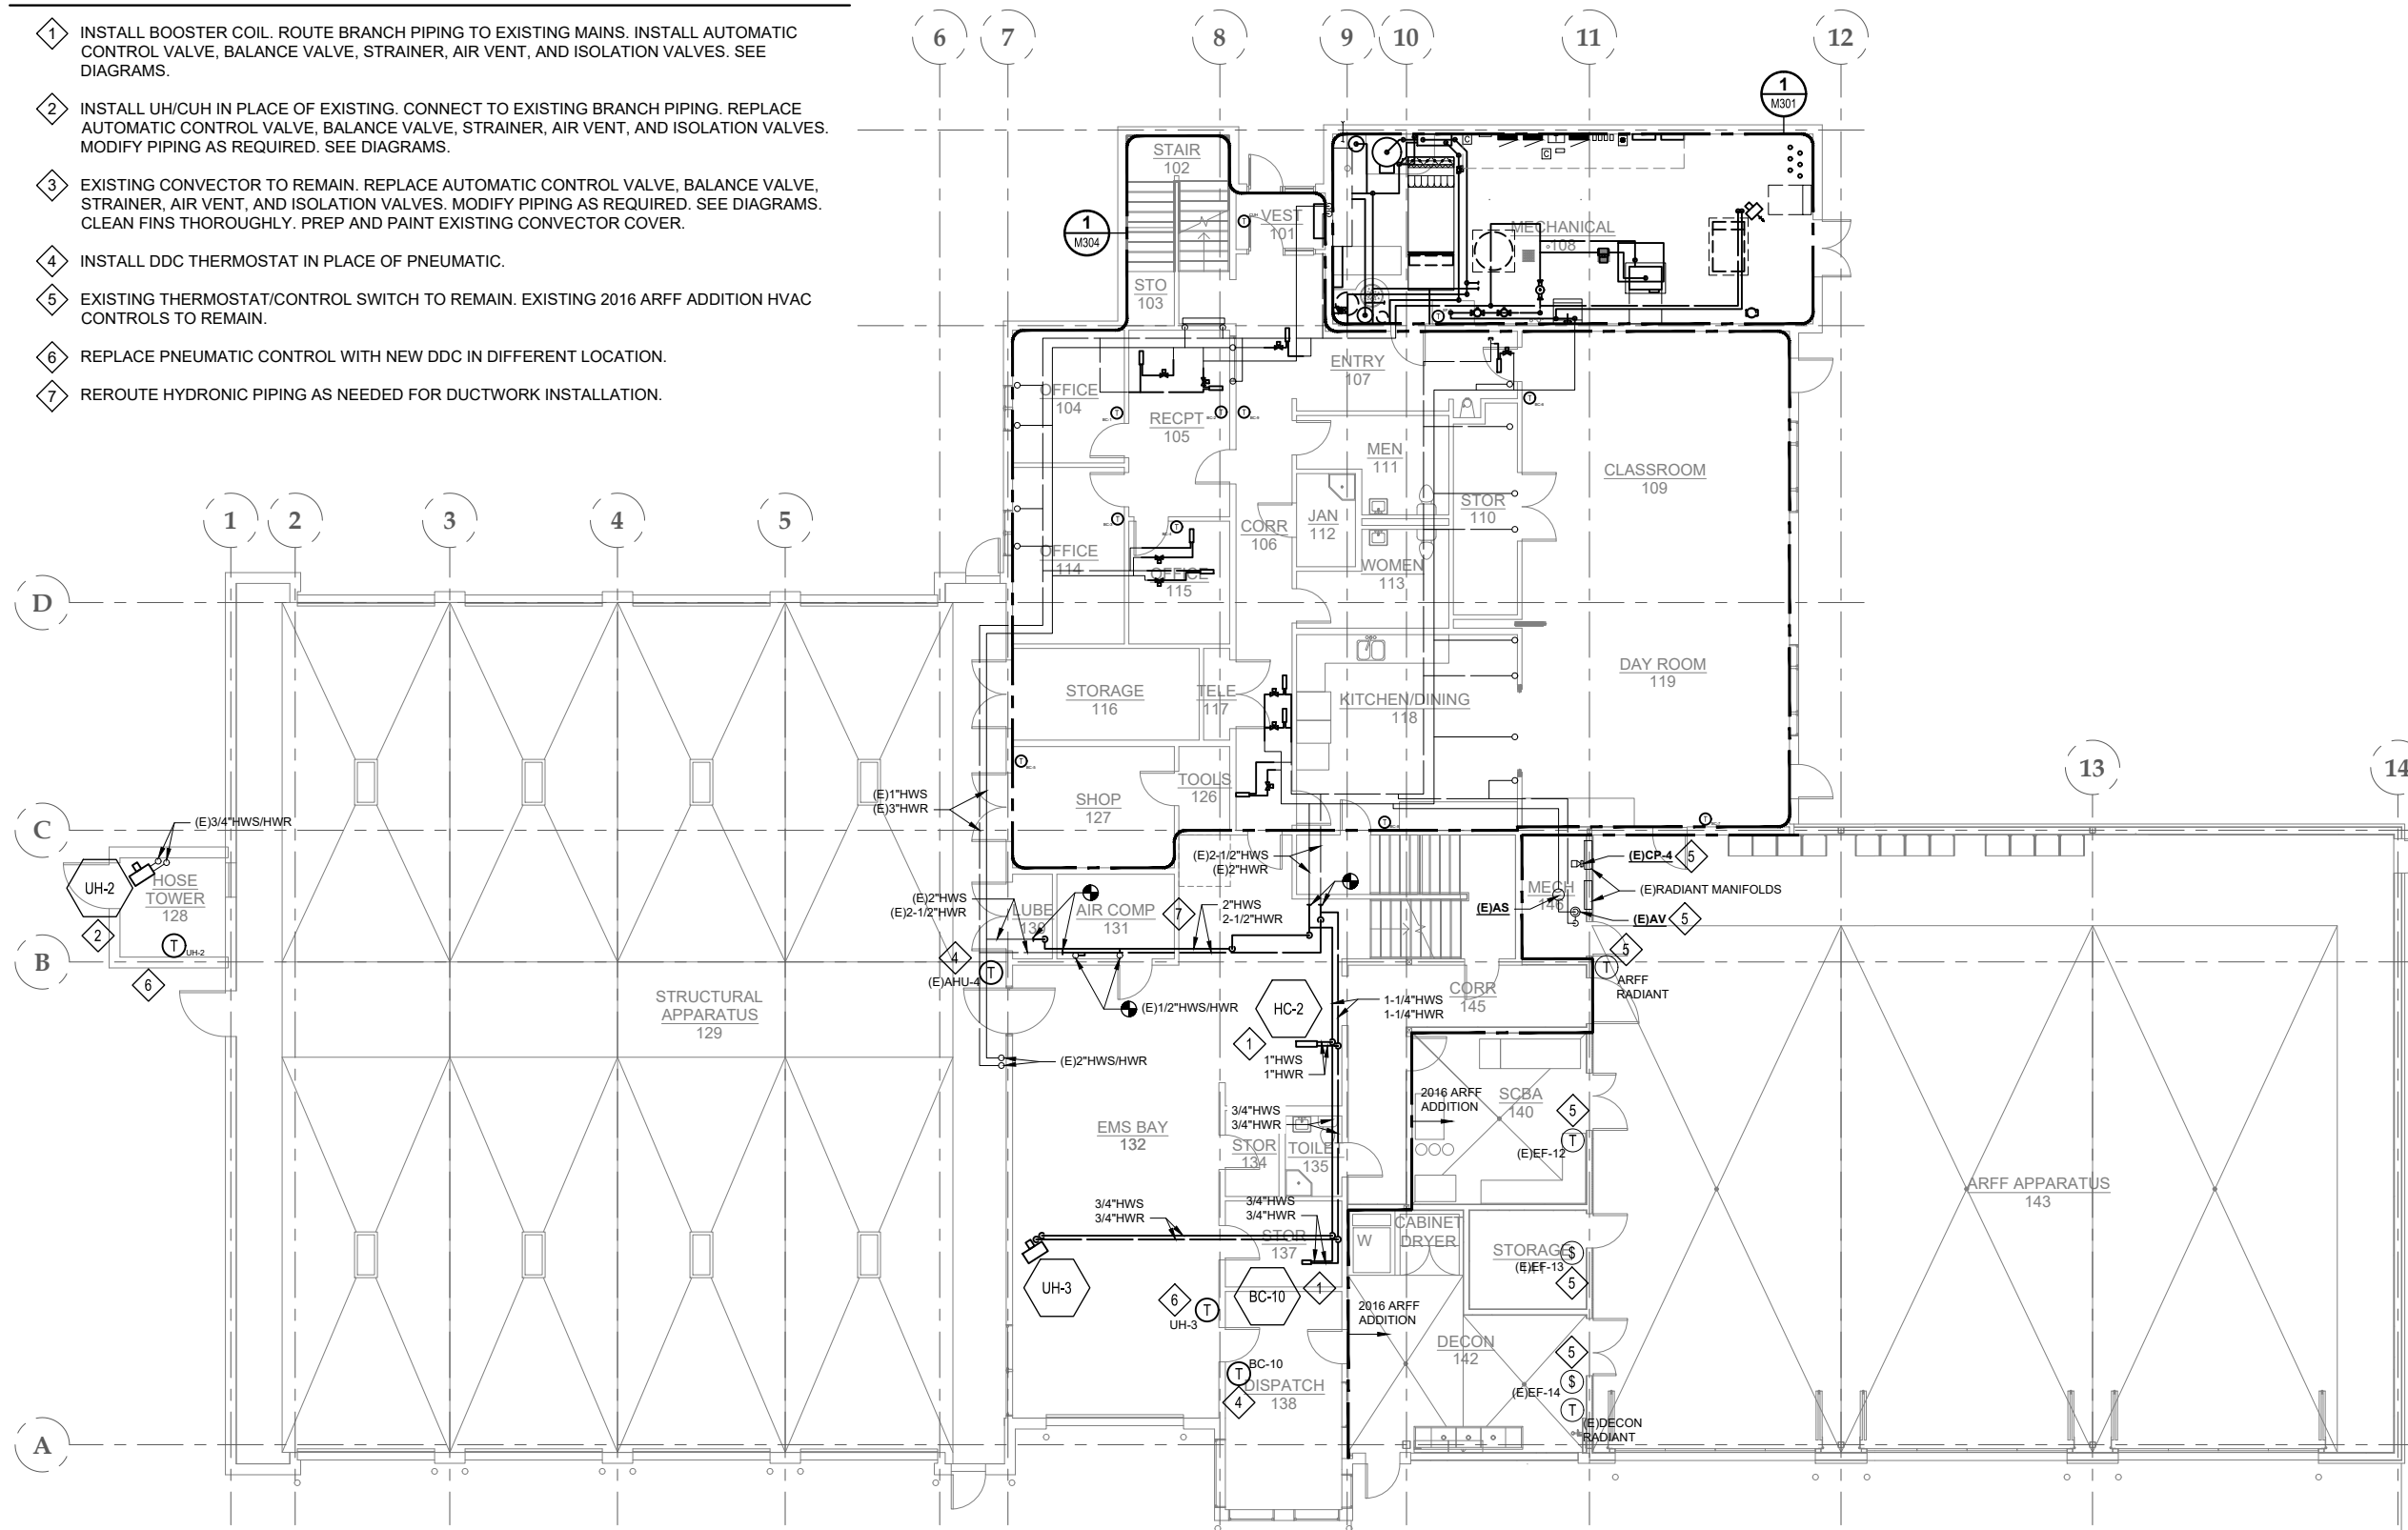 1 INSTALL BOOSTER COIL. ROUTE BRANCH PIPING TO EXISTING MAINS. INSTALL AUTOMATIC
CONTROL VALVE, BALANCE VALVE, STRAINER, AIR VENT, AND ISOLATION VALVES. SEE
DIAGRAMS.
2 INSTALL UH/CUH IN PLACE OF EXISTING. CONNECT TO EXISTING BRANCH PIPING. REPLACE
AUTOMATIC CONTROL VALVE, BALANCE VALVE, STRAINER, AIR VENT, AND ISOLATION VALVES.
MODIFY PIPING AS REQUIRED. SEE DIAGRAMS.
3 EXISTING CONVECTOR TO REMAIN. REPLACE AUTOMATIC CONTROL VALVE, BALANCE VALVE,
STRAINER, AIR VENT, AND ISOLATION VALVES. MODIFY PIPING AS REQUIRED. SEE DIAGRAMS.
CLEAN FINS THOROUGHLY. PREP AND PAINT EXISTING CONVECTOR COVER.
4 INSTALL DDC THERMOSTAT IN PLACE OF PNEUMATIC.
5 EXISTING THERMOSTAT/CONTROL SWITCH TO REMAIN. EXISTING 2016 ARFF ADDITION HVAC
CONTROLS TO REMAIN.
6 REPLACE PNEUMATIC CONTROL WITH NEW DDC IN DIFFERENT LOCATION.
7 REROUTE HYDRONIC PIPING AS NEEDED FOR DUCTWORK INSTALLATION.
6 7 8 9 10 11 12
1
M301
STAIR
102
VEST
101
1
M304
MECHANICAL
108
STO
103
ENTRY
107
OFFICE
104
RECPT
105
MEN
111
CLASSROOM
109
STOR
110
JAN
112
CORR
106
1 2 3 4 5
OFFICE
114
OFFICE
115
WOMEN
113
D
DAY ROOM
119
STORAGE
116
TELE
117
KITCHEN/DINING
118
13 14
TOOLS
126
SHOP
127
(E)1"HWS
(E)3"HWR
C
(E)3/4"HWS/HWR
(E)2-1/2"HWS
(E)2"HWR
(E)CP-4 5
(E)RADIANT MANIFOLDS
UH-2
HOSE
TOWER
128
MECH
146
(E)AS
(E)AV 5
(E)2"HWS
(E)2-1/2"HWR
LUBE
130
AIR COMP
131
7
2"HWS
2-1/2"HWR
2
T UH-2
6
B
4
(E)AHU-4 T
5
T
ARFF
RADIANT
STRUCTURAL
APPARATUS
129
(E)1/2"HWS/HWR
HC-2
1-1/4"HWS
1-1/4"HWR
CORR
145
1
(E)2"HWS/HWR
1"HWS
1"HWR
2016 ARFF
ADDITION
SCBA
140
5
T
(E)EF-12
3/4"HWS
3/4"HWR
EMS BAY
132
STOR
134
TOILET
135
ARFF APPARATUS
143
3/4"HWS
3/4"HWR
3/4"HWS
3/4"HWR
STOR
137
W
CABINET
DRYER
STORAGE
$
(E)EF-13
5
UH-3
6 T
UH-3
BC-10
1
2016 ARFF
ADDITION
DECON
142
5
$
(E)EF-14
T
(E)DECON
RADIANT
T BC-10
4
DISPATCH
138
A